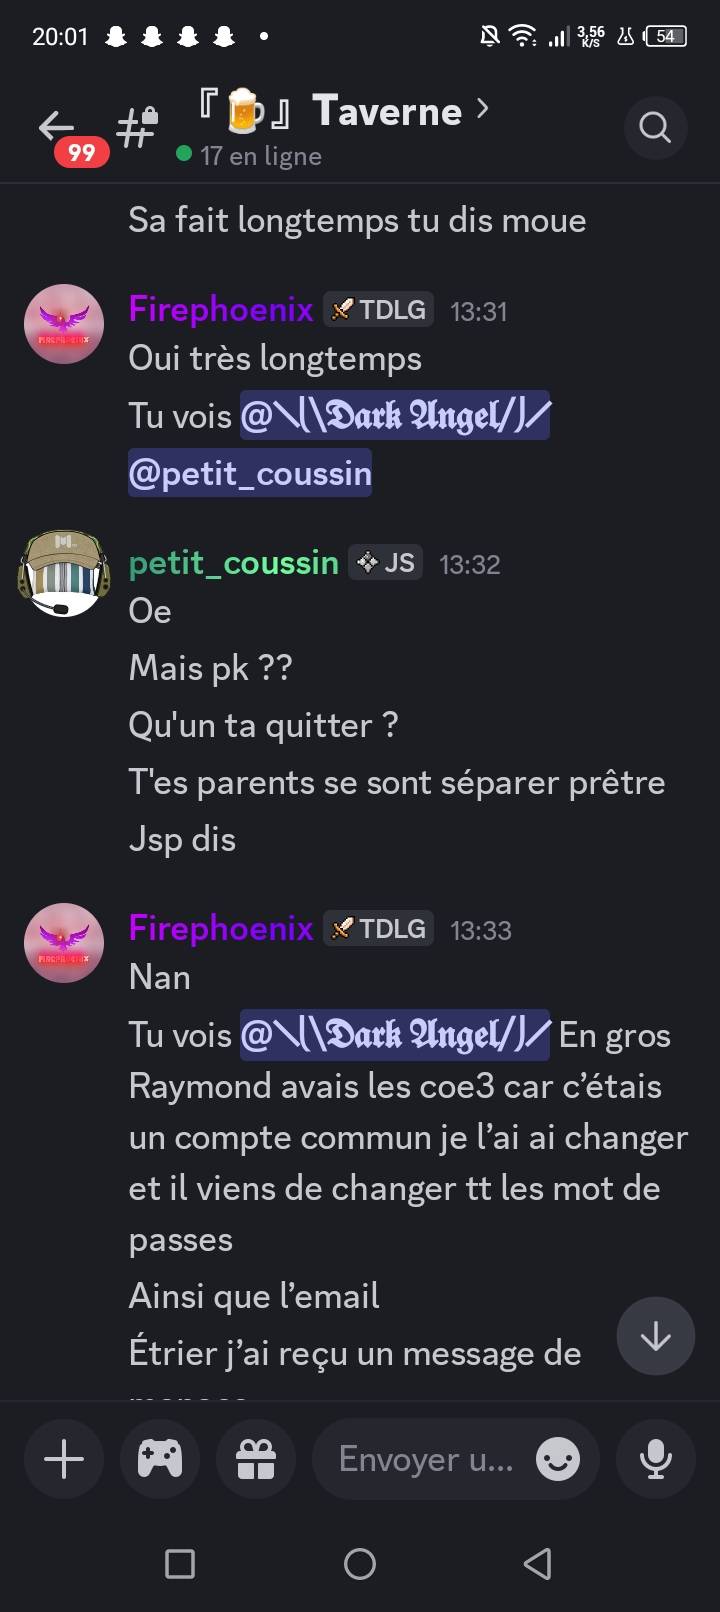 20:01
3,56
K/S
54
99
『🍺』 Taverne
17 en ligne
Sa fait longtemps tu dis moue
Firephoenix TDLG 13:31
Oui très longtemps
Tu vois @╲⎝⧹𝕯𝖆𝖗𝖐 𝕬𝖓𝖌𝖊𝖑⧸⎠╱
@petit_coussin
petit_coussin JS 13:32
Oe
Mais pk ??
Qu'un ta quitter ?
T'es parents se sont séparer prêtre
Jsp dis
Firephoenix TDLG 13:33
Nan
Tu vois @╲⎝⧹𝕯𝖆𝖗𝖐 𝕬𝖓𝖌𝖊𝖑⧸⎠╱ En gros
Raymond avais les coe3 car c’étais
un compte commun je l’ai ai changer
et il viens de changer tt les mot de
passes
Ainsi que l’email
Étrier j’ai reçu un message de
Envoyer u...